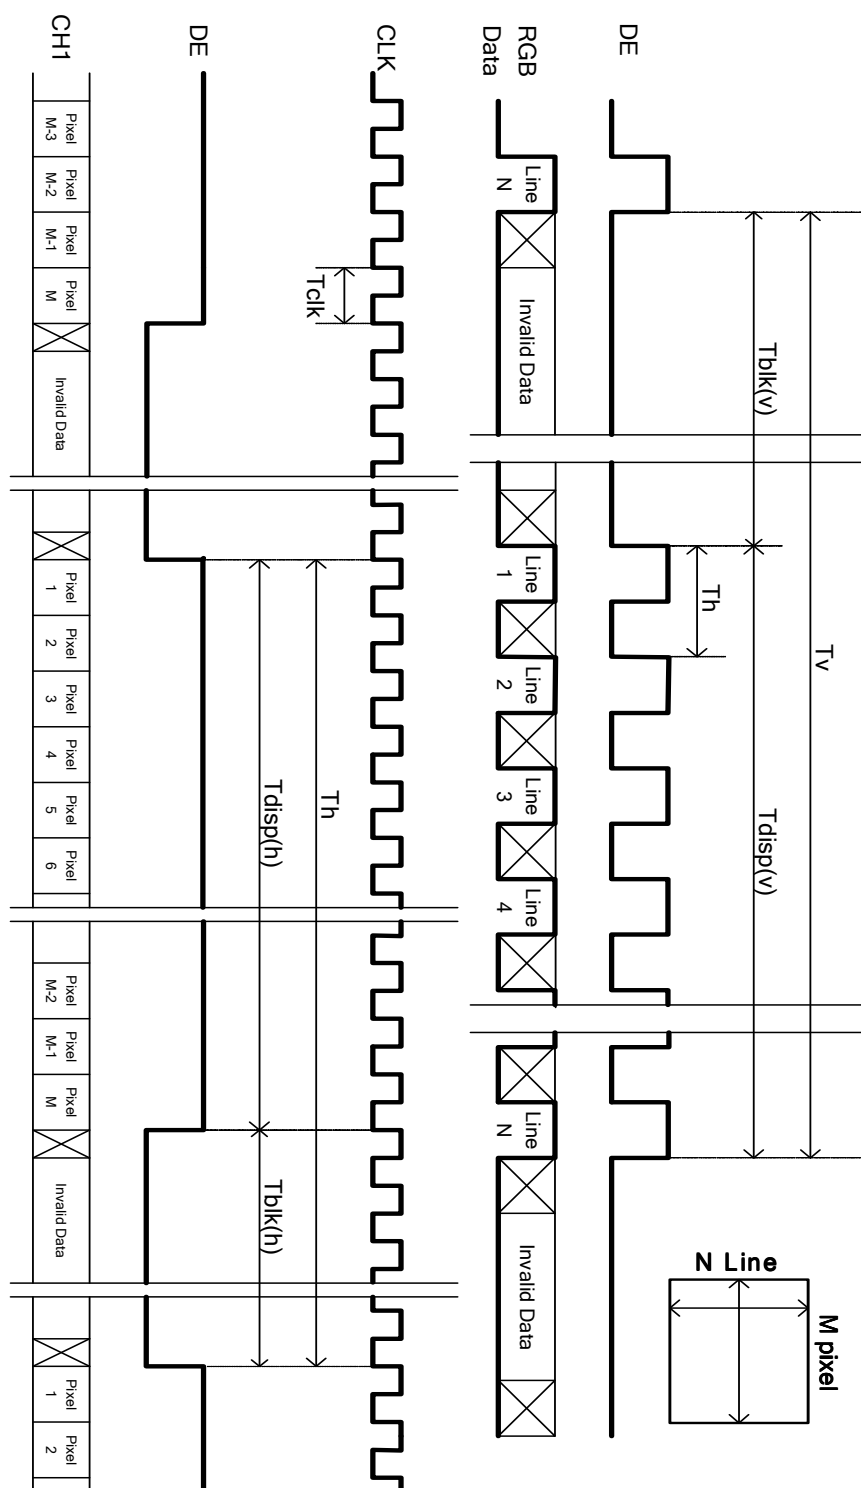 Tv
Tblk(v)
Tdisp(v)
Th
DE
RGB
Data
Line
N
Invalid Data
Line
1
Line
2
Line
3
Line
4
Line
N
Invalid Data
M pixel
N Line
CLK
Tclk
Th
Tdisp(h)
Tblk(h)
DE
CH1
Pixel
M-3
Pixel
M-2
Pixel
M-1
Pixel
M
Invalid Data
Pixel
1
Pixel
2
Pixel
3
Pixel
4
Pixel
5
Pixel
6
Pixel
M-2
Pixel
M-1
Pixel
M
Invalid Data
Pixel
1
Pixel
2